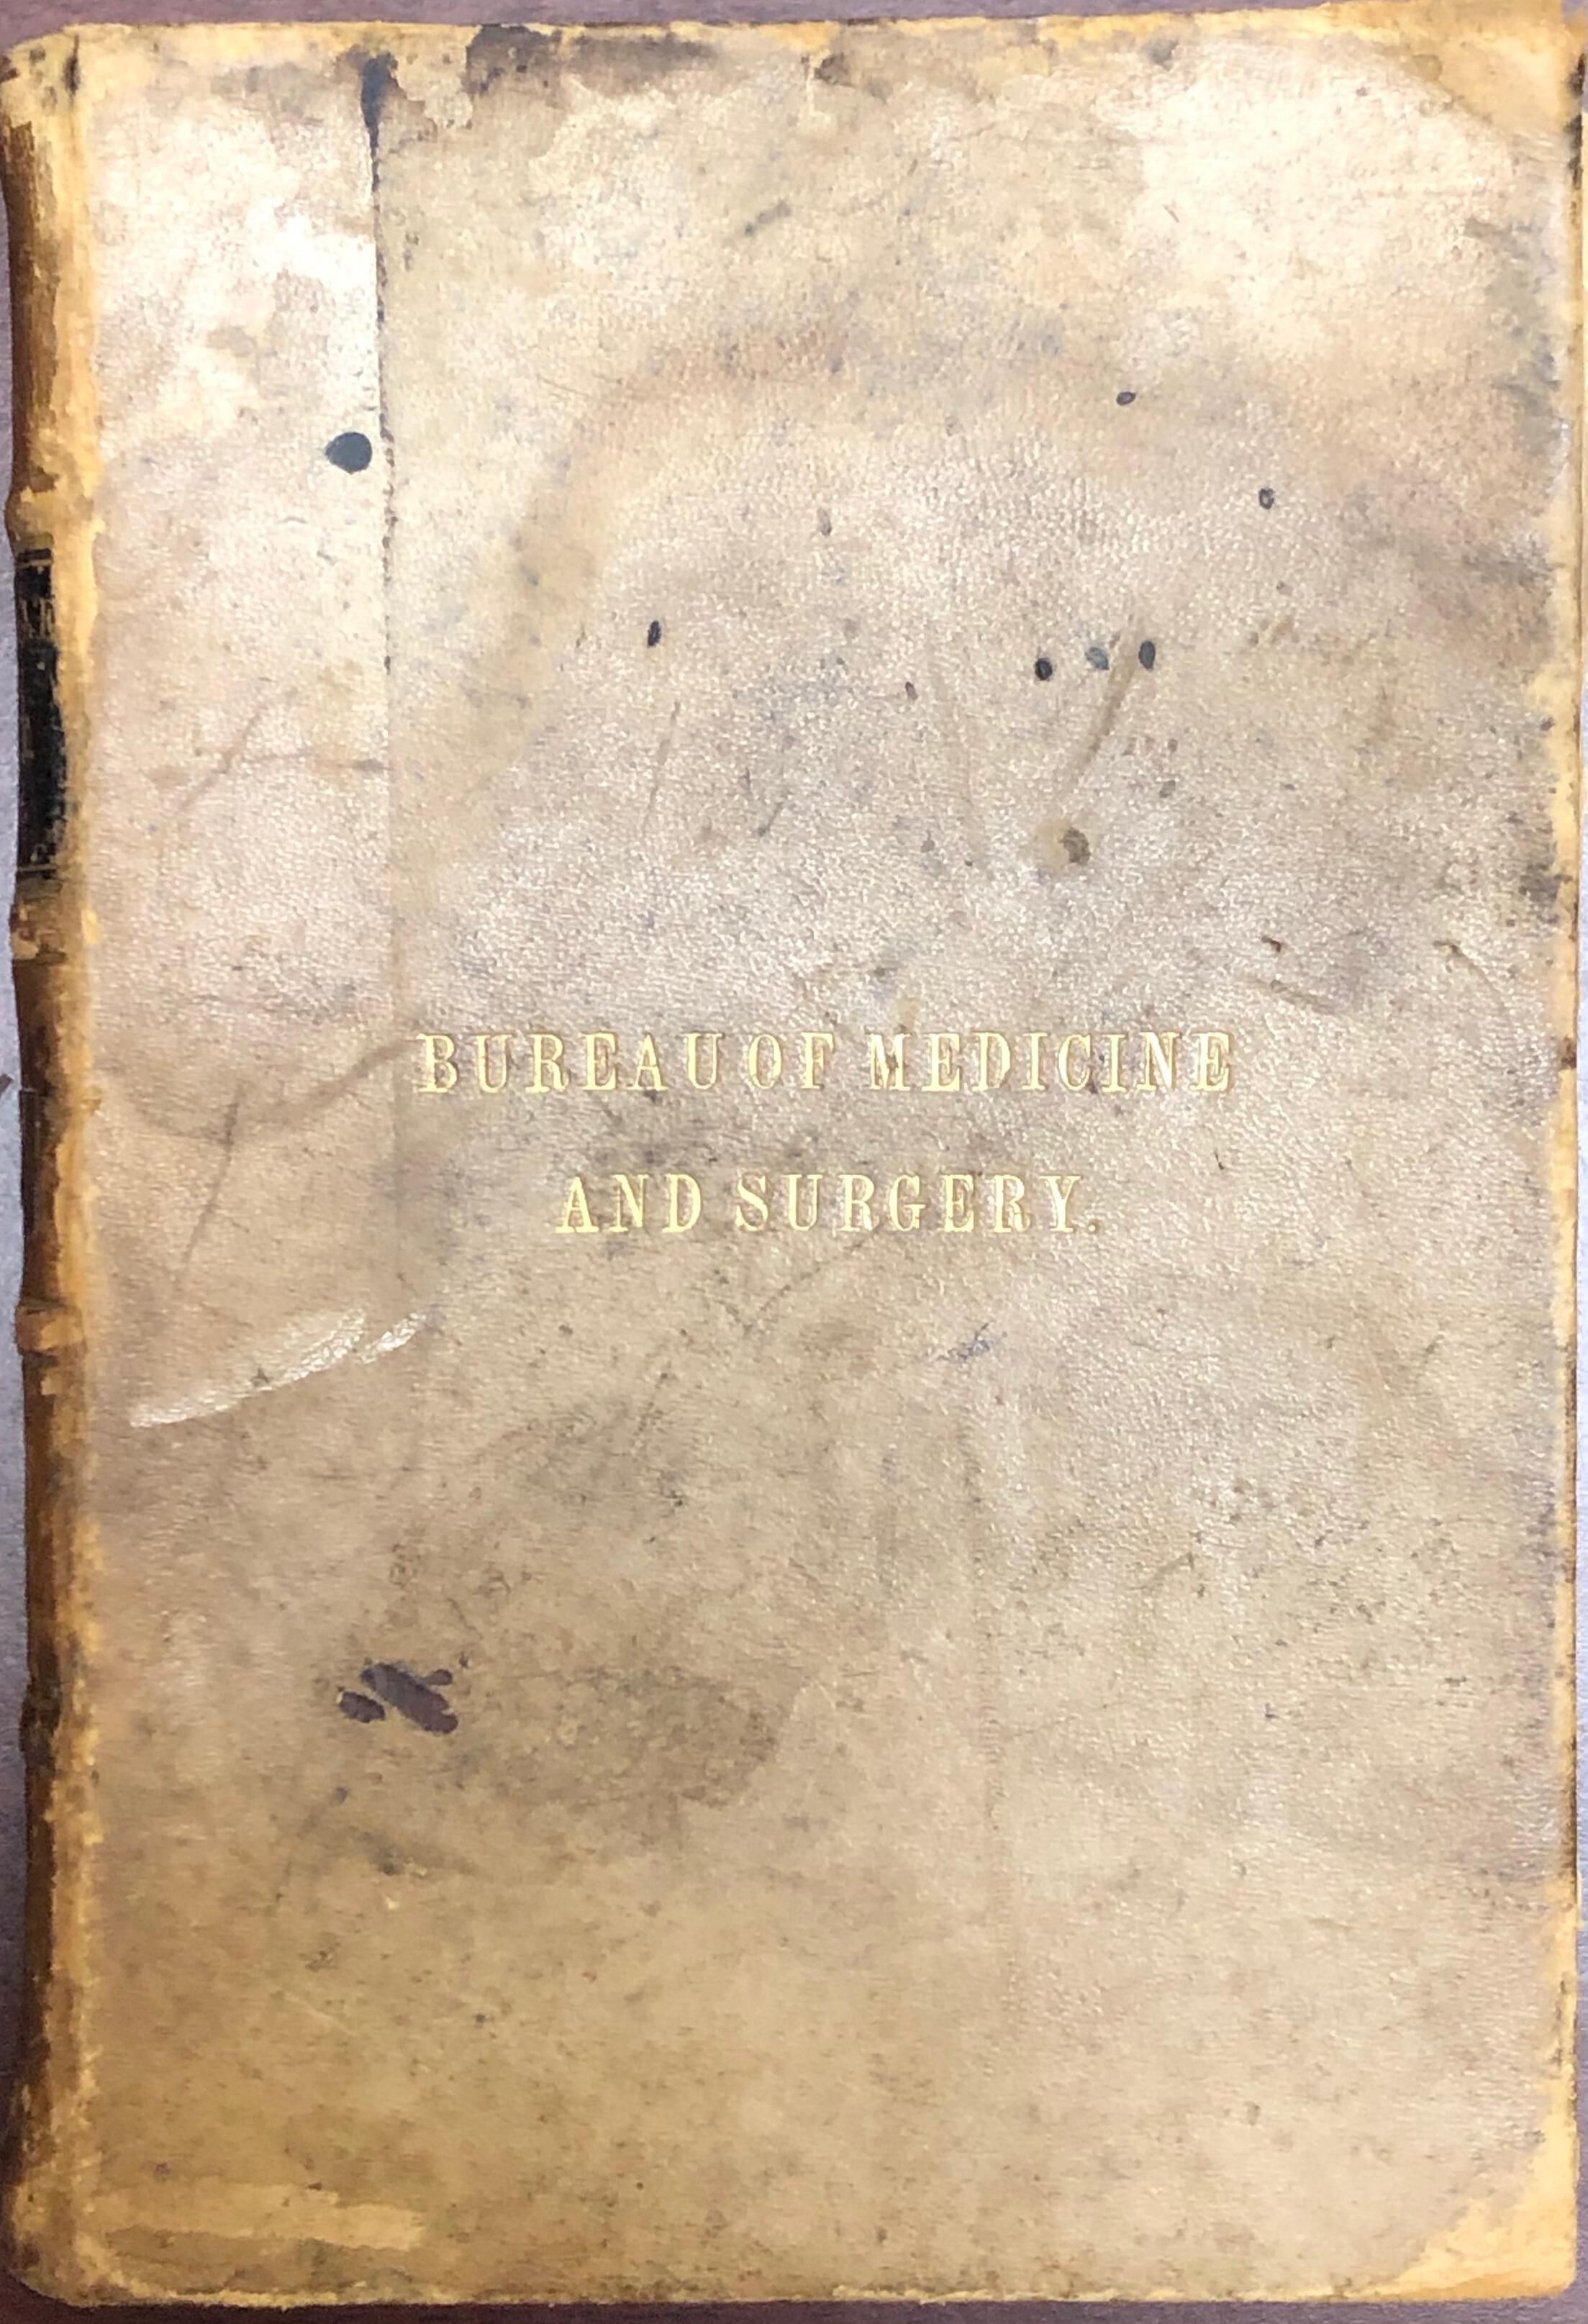 BUREAU OF MEDICINE
AND SURGERY.